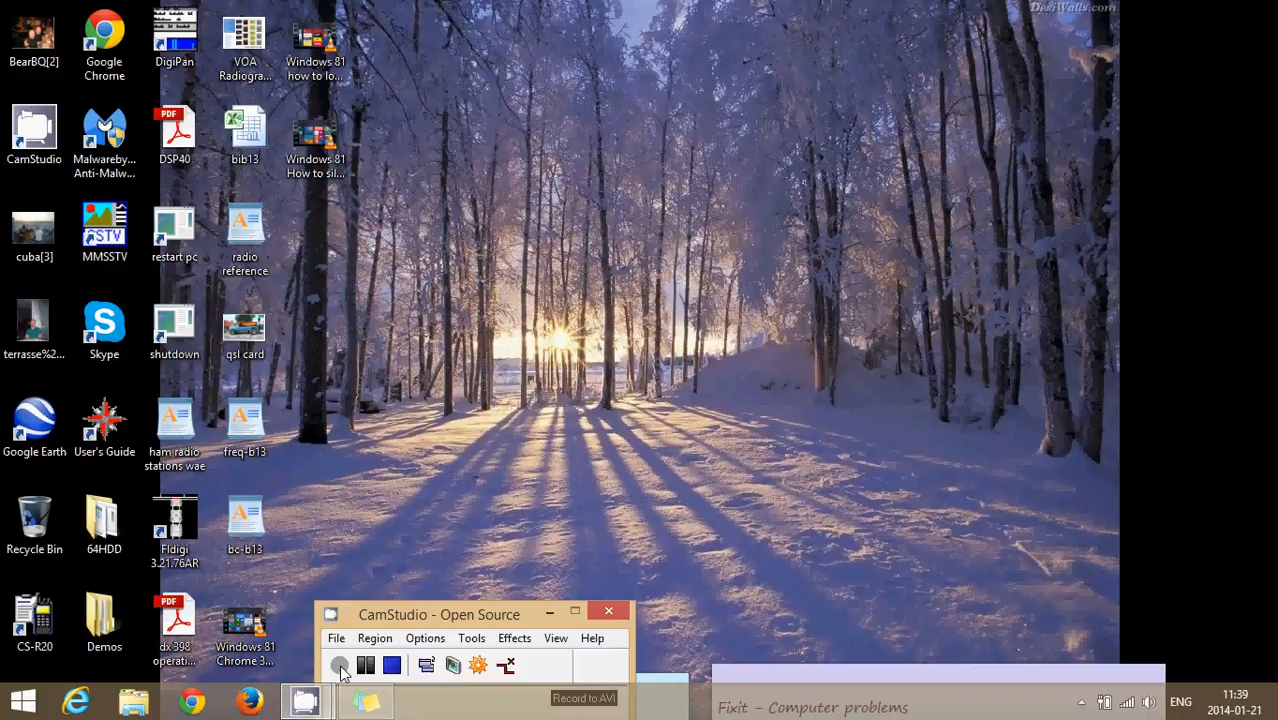 DesiWalls.com
BearBQ[2]
Google
Chrome
DigiPan
VOA
Radiogra...
Windows 81
how to lo...
CamStudio
Malwareby...
Anti-Malw...
PDF
DSP40
bib13
Windows 81
How to sil...
cuba[3]
SSTV
MMSSTV
restart pc
radio
reference
terrasse%2...
Skype
shutdown
qsl card
Google Earth
User's Guide
ham radio
stations wae
freq-b13
Recycle Bin
64HDD
Fldigi
3.21.76AR
bc-b13
CS-R20
Demos
PDF
dx 398
operati...
Windows 81
Chrome 3...
CamStudio - Open Source
File Region Options Tools Effects View Help
Record to AVI
Fixit - Computer problems
ENG
11:39
2014-01-21